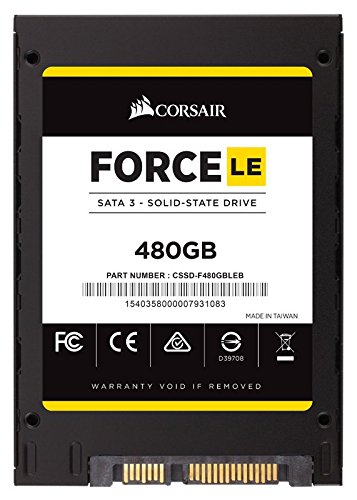 CORSAIR
FORCE LE
SATA 3 - SOLID-STATE DRIVE
480GB
PART NUMBER : CSSD-F480GBLEB
1540358000007931083
MADE IN TAIWAN
FC CE D39708
WARRANTY VOID IF REMOVED